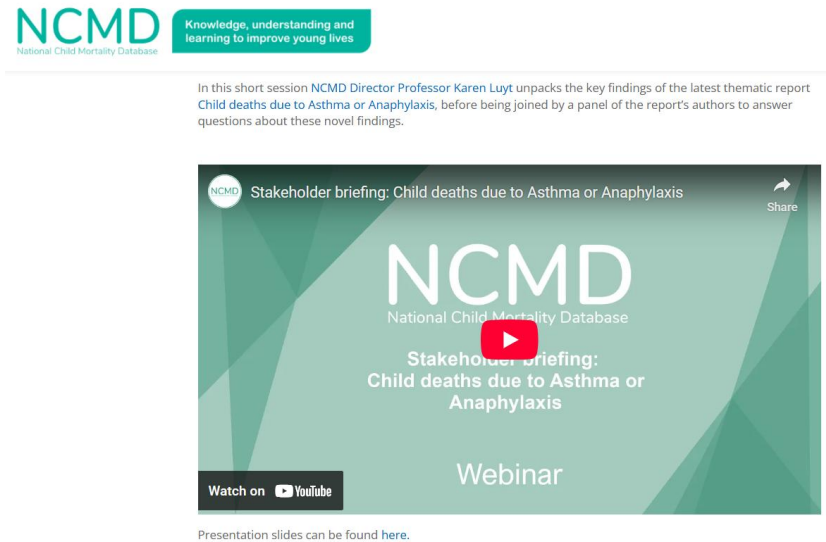 NCMD
National Child Mortality Database
Knowledge, understanding and
learning to improve young lives
In this short session NCMD Director Professor Karen Luyt unpacks the key findings of the latest thematic report
Child deaths due to Asthma or Anaphylaxis, before being joined by a panel of the report's authors to answer
questions about these novel findings.
NCMD
Stakeholder briefing: Child deaths due to Asthma or Anaphylaxis
Share
NCMD
National Child Mortality Database
Stakeholder briefing:
Child deaths due to Asthma or
Anaphylaxis
Webinar
Watch on YouTube
Presentation slides can be found here.